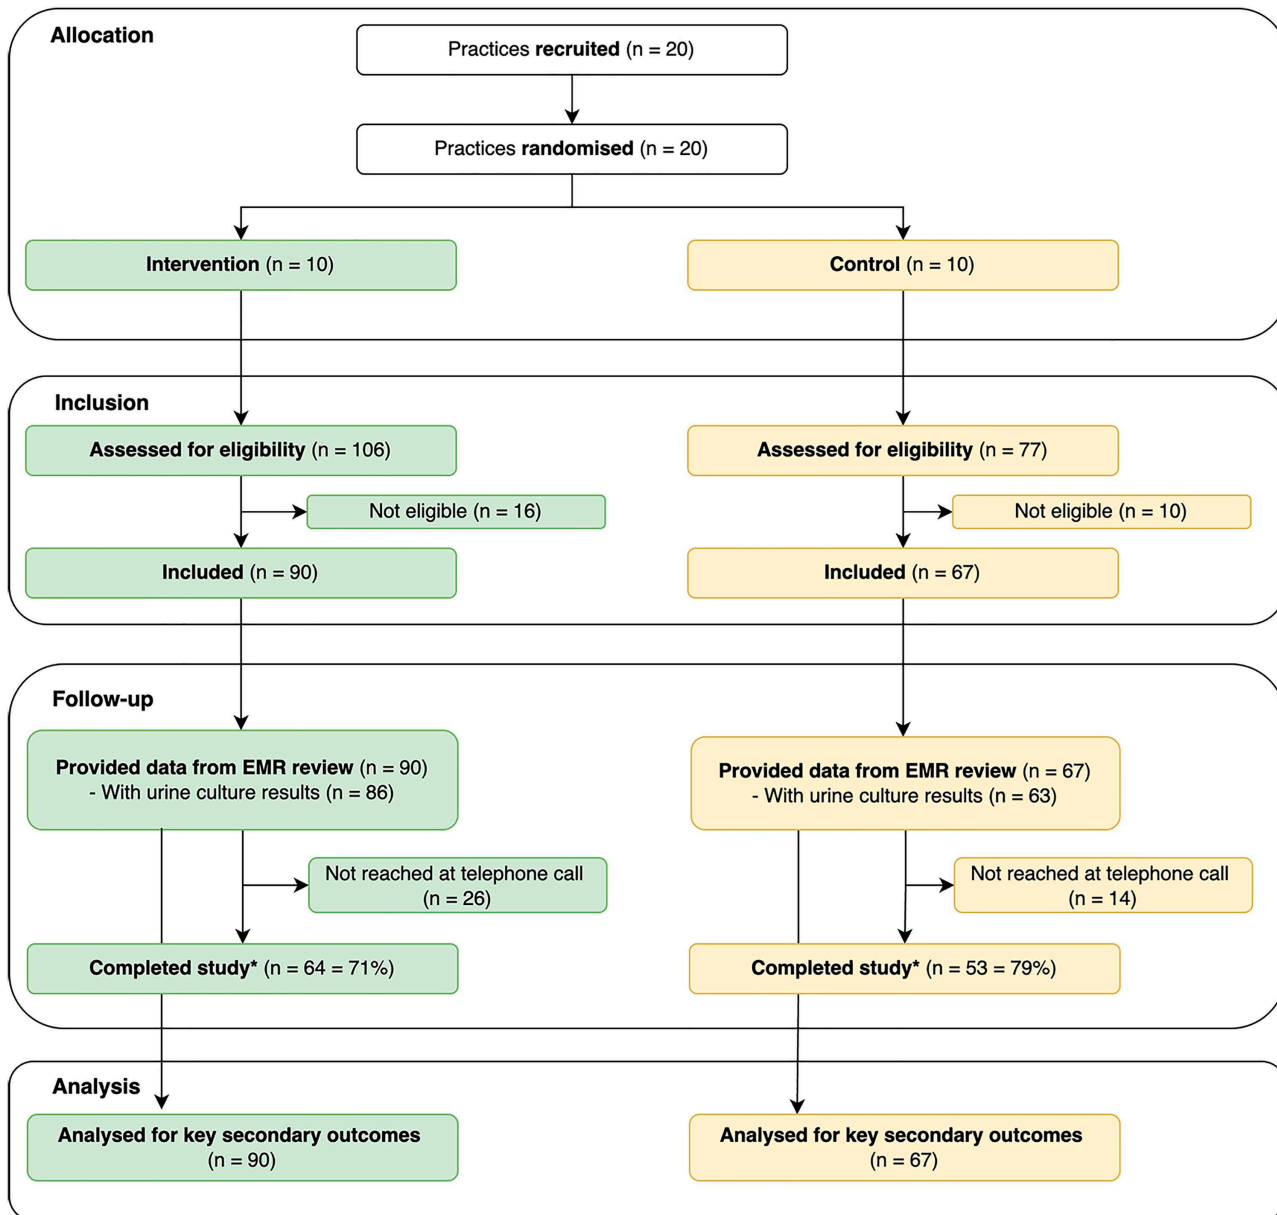 Allocation
Practices recruited (n = 20)
Practices randomised (n = 20)
Intervention (n = 10)
Control (n = 10)
Inclusion
Assessed for eligibility (n = 106)
Assessed for eligibility (n = 77)
Not eligible (n = 16)
Not eligible (n = 10)
Included (n = 90)
Included (n = 67)
Follow-up
Provided data from EMR review (n = 90)
- With urine culture results (n = 86)
Provided data from EMR review (n = 67)
- With urine culture results (n = 63)
Not reached at telephone call
(n = 26)
Not reached at telephone call
(n = 14)
Completed study* (n = 64 = 71%)
Completed study* (n = 53 = 79%)
Analysis
Analysed for key secondary outcomes
(n = 90)
Analysed for key secondary outcomes
(n = 67)